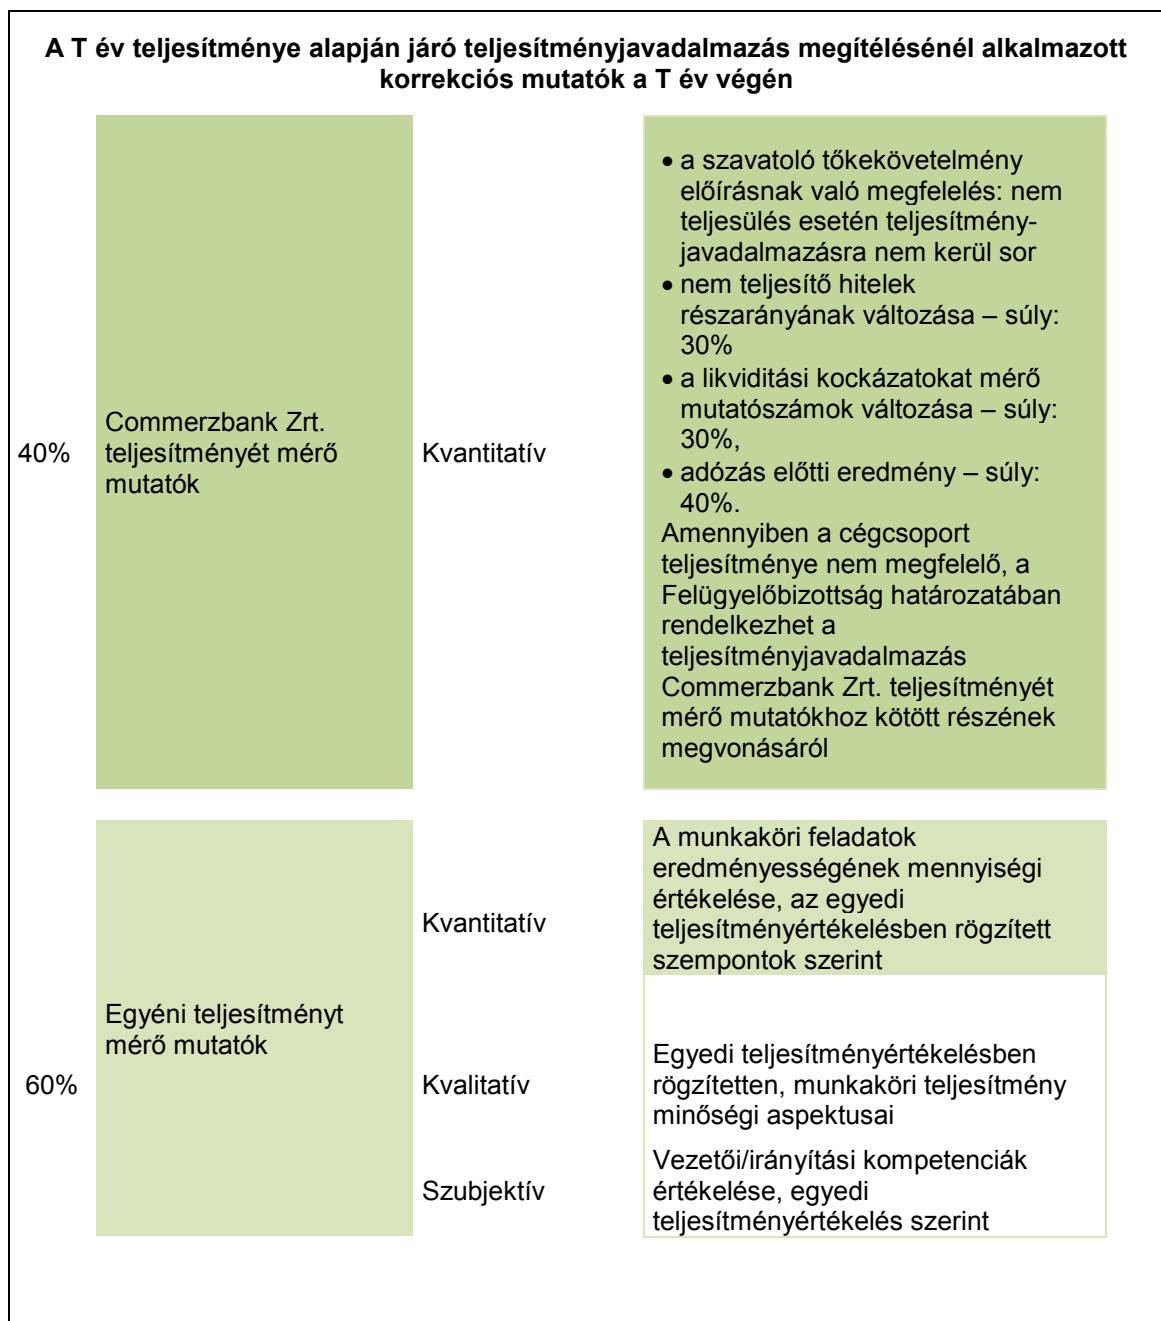 A T év teljesítménye alapján járó teljesítményjavadalmazás megítélésénél alkalmazott
korrekciós mutatók a T év végén
40%
Commerzbank Zrt.
teljesítményét mérő
mutatók
Kvantitatív
• a szavatoló tőkekövetelmény
előírásnak való megfelelés: nem
teljesülés esetén teljesítmény-
javadalmazásra nem kerül sor
• nem teljesítő hitelek
részarányának változása – súly:
30%
• a likviditási kockázatokat mérő
mutatószámok változása – súly:
30%,
• adózás előtti eredmény – súly:
40%.
Amennyiben a cégcsoport
teljesítménye nem megfelelő, a
Felügyelőbizottság határozatában
rendelkezhet a
teljesítményjavadalmazás
Commerzbank Zrt. teljesítményét
mérő mutatókhoz kötött részének
megvonásáról
60%
Egyéni teljesítményt
mérő mutatók
Kvantitatív
A munkaköri feladatok
eredményességének mennyiségi
értékelése, az egyedi
teljesítményértékelésben rögzített
szempontok szerint
Kvalitatív
Egyedi teljesítményértékelésben
rögzítetten, munkaköri teljesítmény
minőségi aspektusai
Szubjektív
Vezetői/irányítási kompetenciák
értékelése, egyedi
teljesítményértékelés szerint